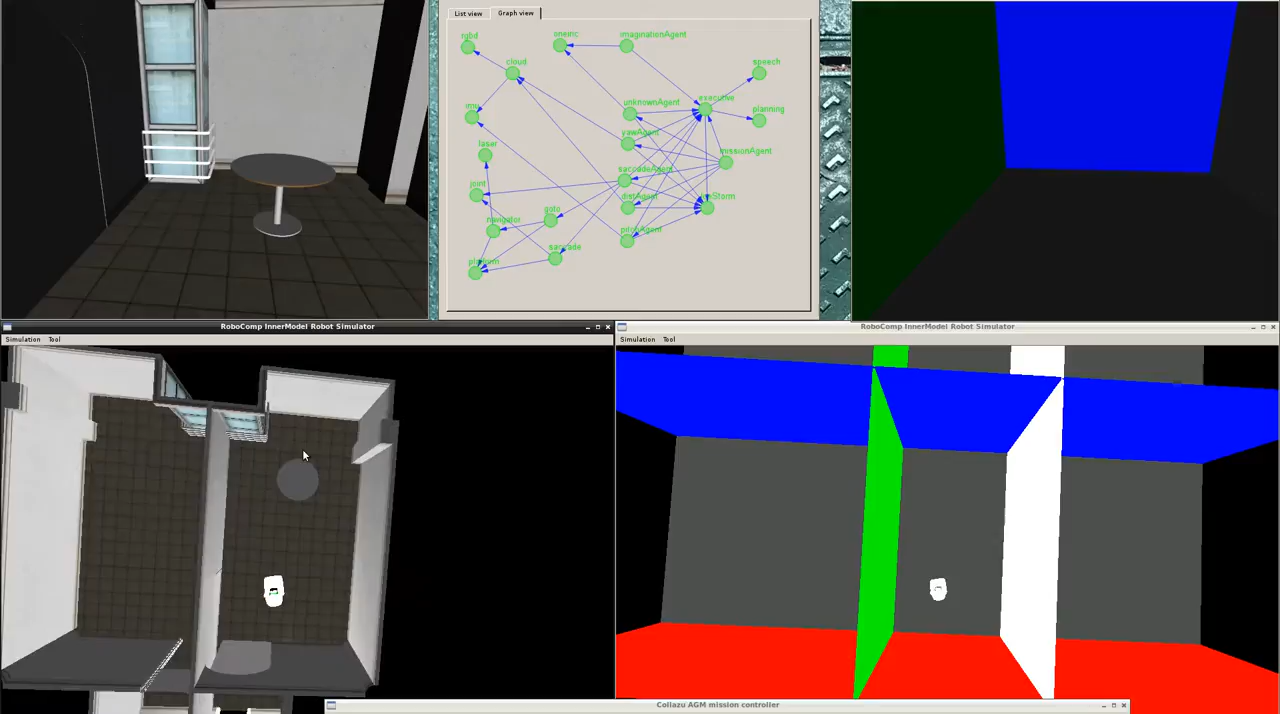 List view
Graph view
rgbd
oneiric
imaginationAgent
cloud
speech
executive
unknownAgent
planning
imu
yawAgent
laser
missionAgent
saccadeAgent
joint
distAgent
goto
navigator
pitchAgent
saccade
platform
RoboComp InnerModel Robot Simulator
RoboComp InnerModel Robot Simulator
Simulation Tool
Simulation Tool
Collazu AGM mission controller